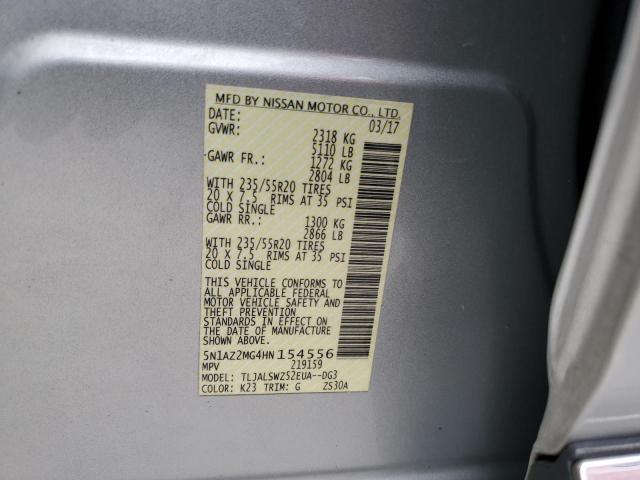 MFD BY NISSAN MOTOR CO., LTD.
DATE: 03/17
GVWR: 2318 KG
5110 LB
GAWR FR.: 1272 KG
2804 LB
WITH 235/55R20 TIRES
20 X 7.5 RIMS AT 35 PSI
COLD SINGLE
GAWR RR.: 1300 KG
2866 LB
WITH 235/55R20 TIRES
20 X 7.5 RIMS AT 35 PSI
COLD SINGLE
THIS VEHICLE CONFORMS TO
ALL APPLICABLE FEDERAL
MOTOR VEHICLE SAFETY AND
THEFT PREVENTION
STANDARDS IN EFFECT ON
THE DATE OF MANUFACTURE
SHOWN ABOVE.
5N1AZ2MG4HN154556
MPV 219159
MODEL: TLJALSWZ52EUA--DG3
COLOR: K23 TRIM: G ZS30A